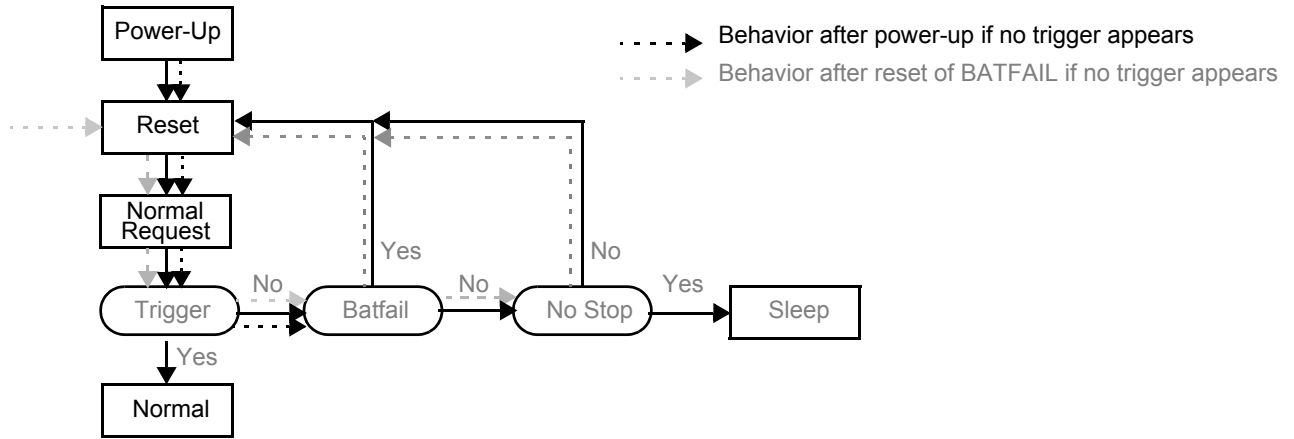 Power-Up
Behavior after power-up if no trigger appears
Behavior after reset of BATFAIL if no trigger appears
Reset
Normal
Request
Yes
No
No
No
Yes
Trigger
Batfail
No Stop
Sleep
Yes
Normal